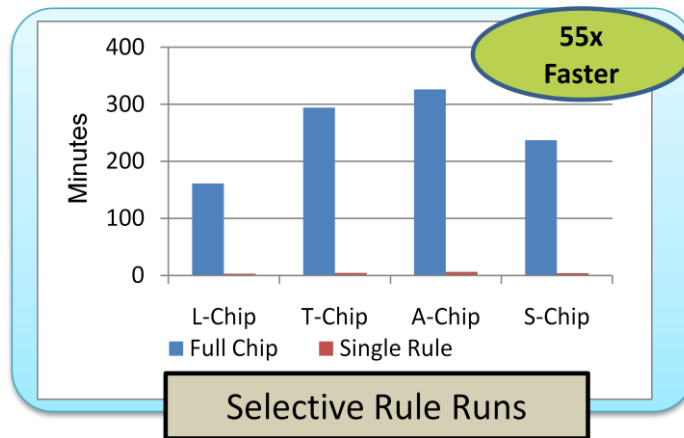 55x
Faster
400
300
200
100
0
Minutes
L-Chip T-Chip A-Chip S-Chip
Full Chip Single Rule
Selective Rule Runs